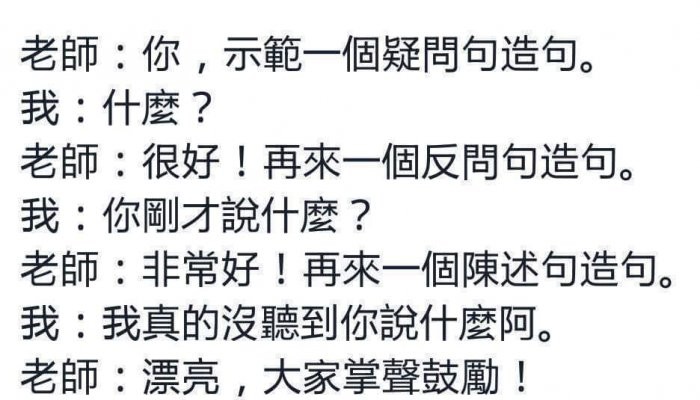 老師：你，示範一個疑問句造句。
我：什麼？
老師：很好！再來一個反問句造句。
我：你剛才說什麼？
老師：非常好！再來一個陳述句造句。
我：我真的沒聽到你說什麼阿。
老師：漂亮，大家掌聲鼓勵！